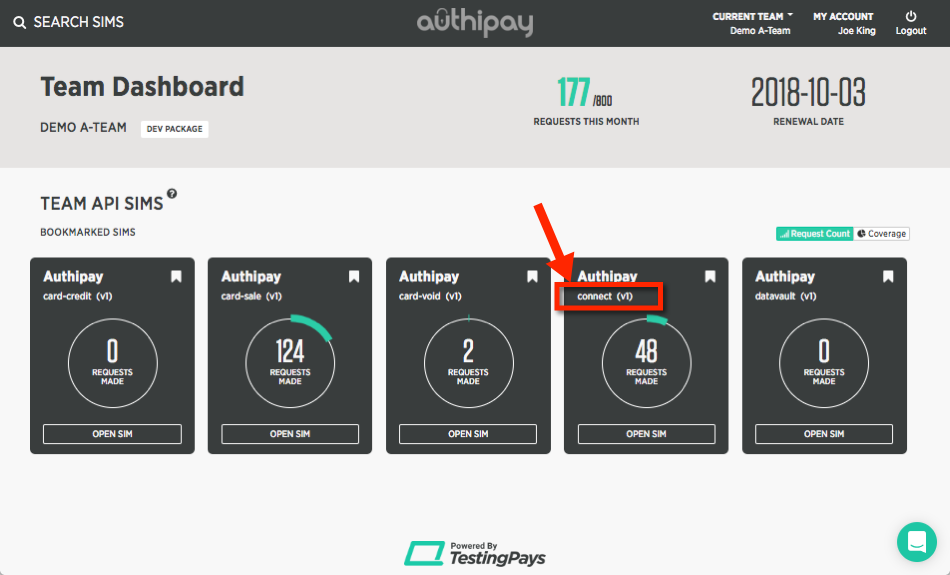 SEARCH SIMS
authipay
CURRENT TEAM
Demo A-Team
MY ACCOUNT
Joe King
Logout
Team Dashboard
DEMO A-TEAM
DEV PACKAGE
177 /800
REQUESTS THIS MONTH
2018-10-03
RENEWAL DATE
TEAM API SIMS ?
BOOKMARKED SIMS
Request Count
Coverage
Authipay
card-credit (v1)
0
REQUESTS
MADE
OPEN SIM
Authipay
card-sale (v1)
124
REQUESTS
MADE
OPEN SIM
Authipay
card-void (v1)
2
REQUESTS
MADE
OPEN SIM
Authipay
connect (v1)
48
REQUESTS
MADE
OPEN SIM
Authipay
datavault (v1)
0
REQUESTS
MADE
OPEN SIM
Powered By
TestingPays